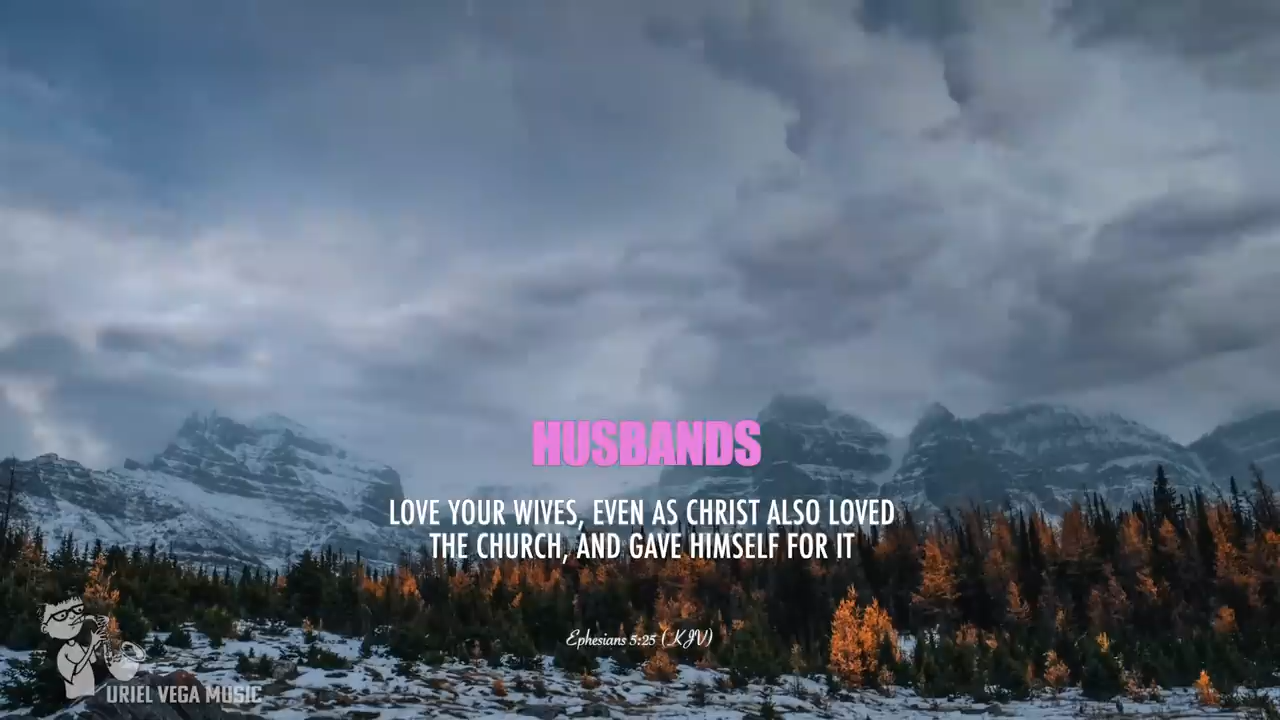 HUSBANDS
LOVE YOUR WIVES, EVEN AS CHRIST ALSO LOVED
THE CHURCH, AND GAVE HIMSELF FOR IT
Ephesians 5:25 (KJV)
URIEL VEGA MUSIC